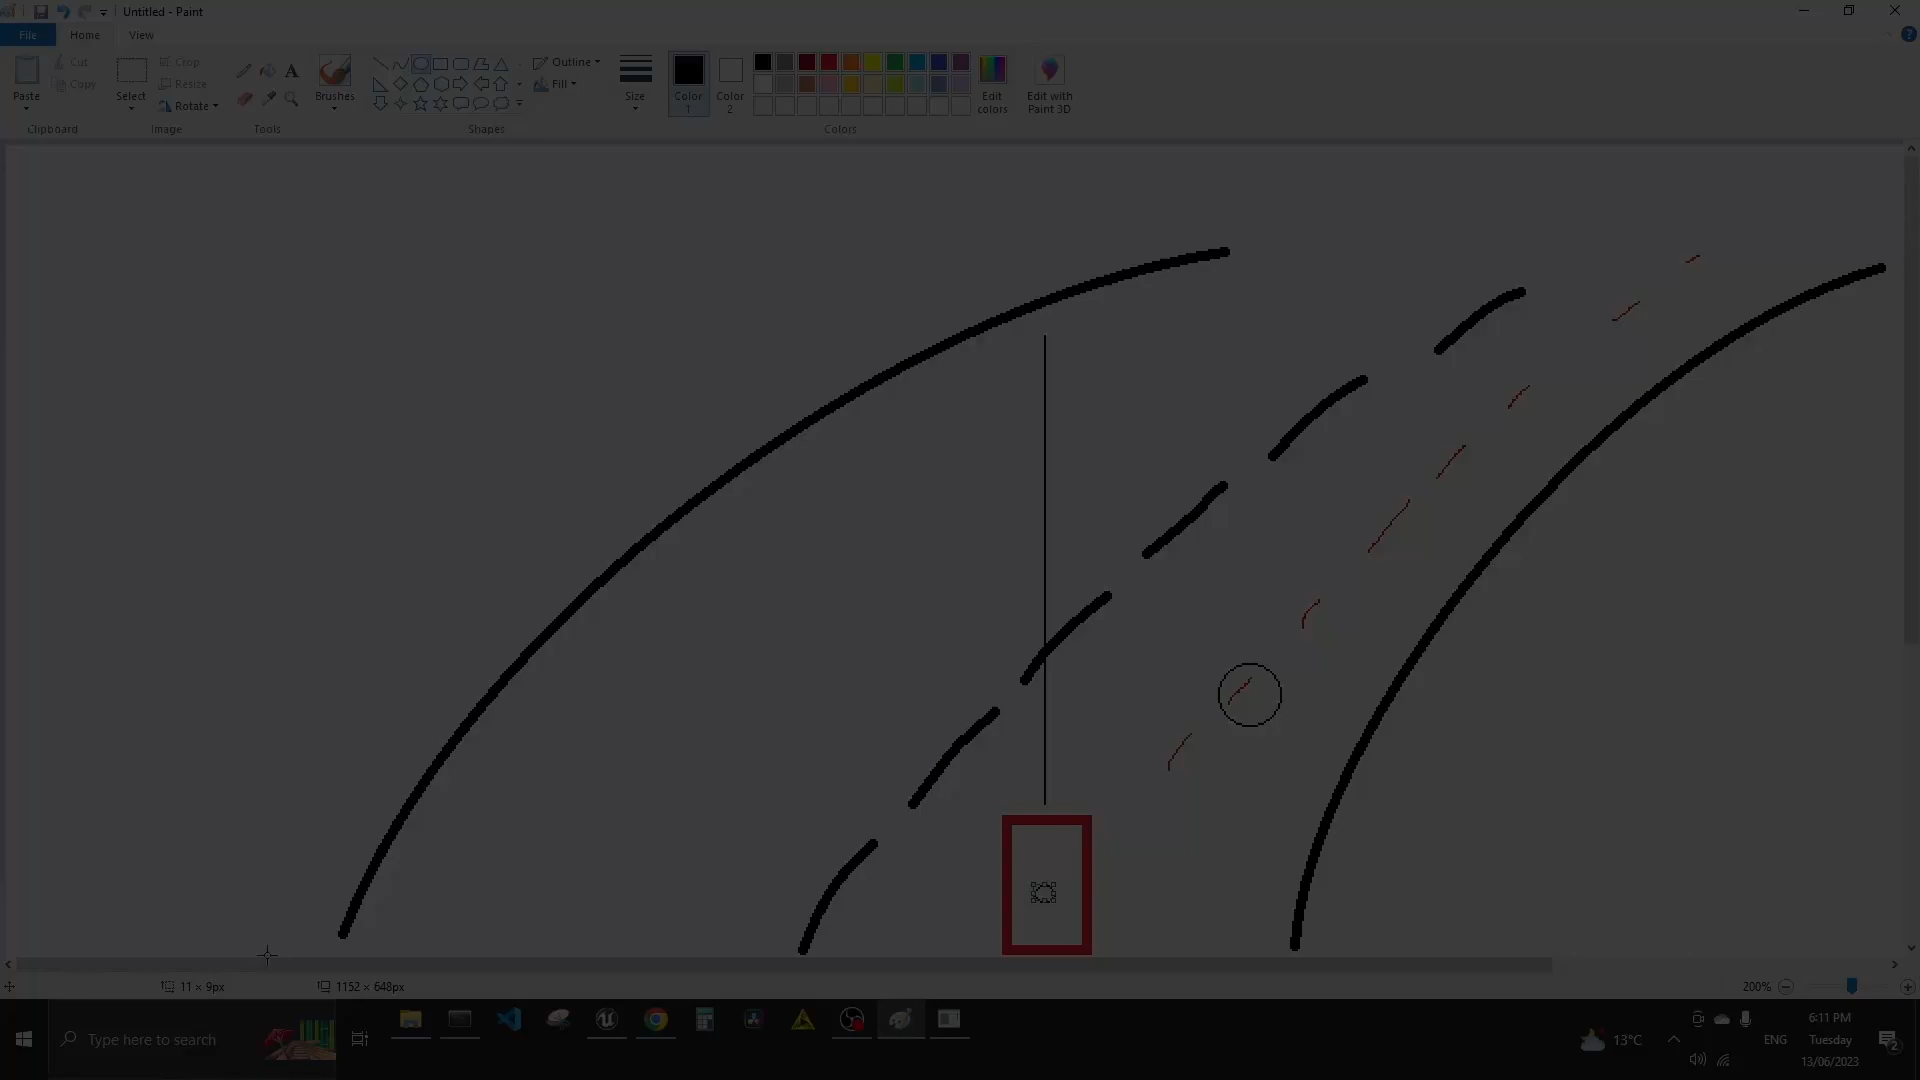 Untitled - Paint
File
Home
View
Paste
Cut
Copy
Clipboard
Select
Crop
Resize
Rotate
Image
A
Tools
Brushes
Shapes
Outline
Fill
Size
Color
1
Color
2
Colors
Edit
colors
Edit with
Paint 3D
11 × 9px
1152 × 648px
200%
Type here to search
13°C
ENG
6:11 PM
Tuesday
13/06/2023
2